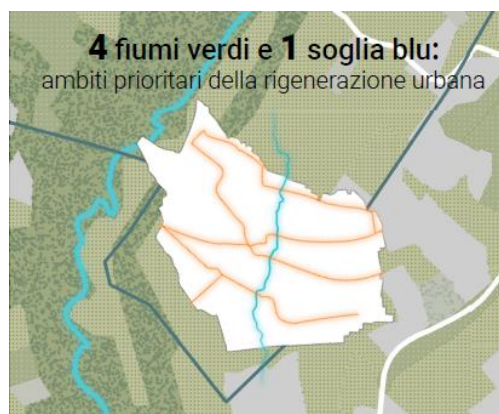 4 fiumi verdi e 1 soglia blu:
ambiti prioritari della rigenerazione urbana